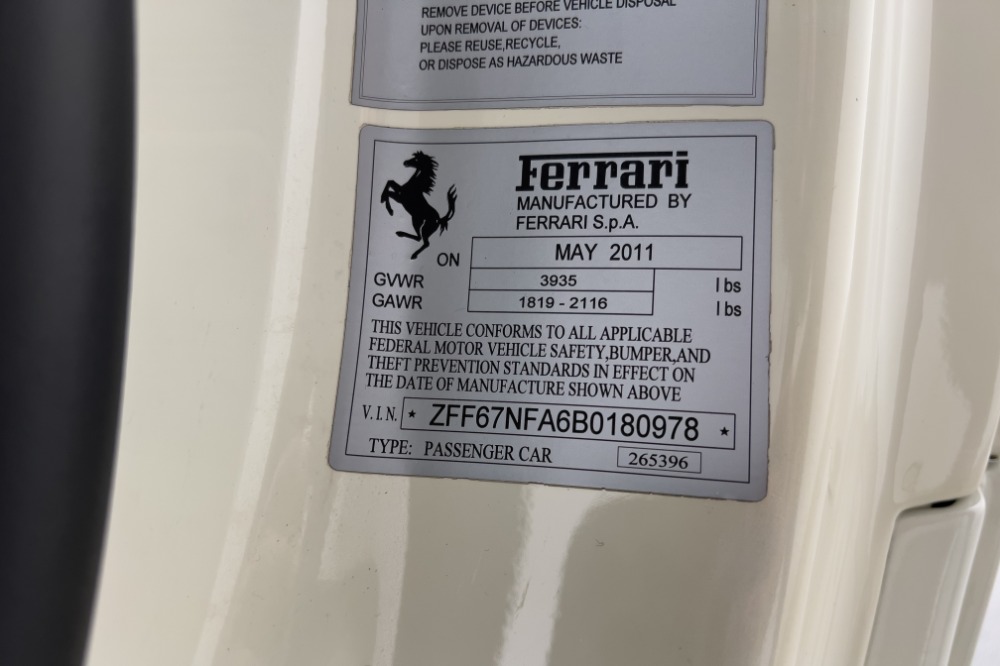 REMOVE DEVICE BEFORE VEHICLE DISPOSAL
UPON REMOVAL OF DEVICES:
PLEASE REUSE,RECYCLE,
OR DISPOSE AS HAZARDOUS WASTE
Ferrari
MANUFACTURED BY
FERRARI S.p.A.
ON MAY 2011
GVWR 3935 lbs
GAWR 1819 - 2116 lbs
THIS VEHICLE CONFORMS TO ALL APPLICABLE
FEDERAL MOTOR VEHICLE SAFETY,BUMPER,AND
THEFT PREVENTION STANDARDS IN EFFECT ON
THE DATE OF MANUFACTURE SHOWN ABOVE
V.I.N. * ZFF67NFA6B0180978 *
TYPE: PASSENGER CAR 265396